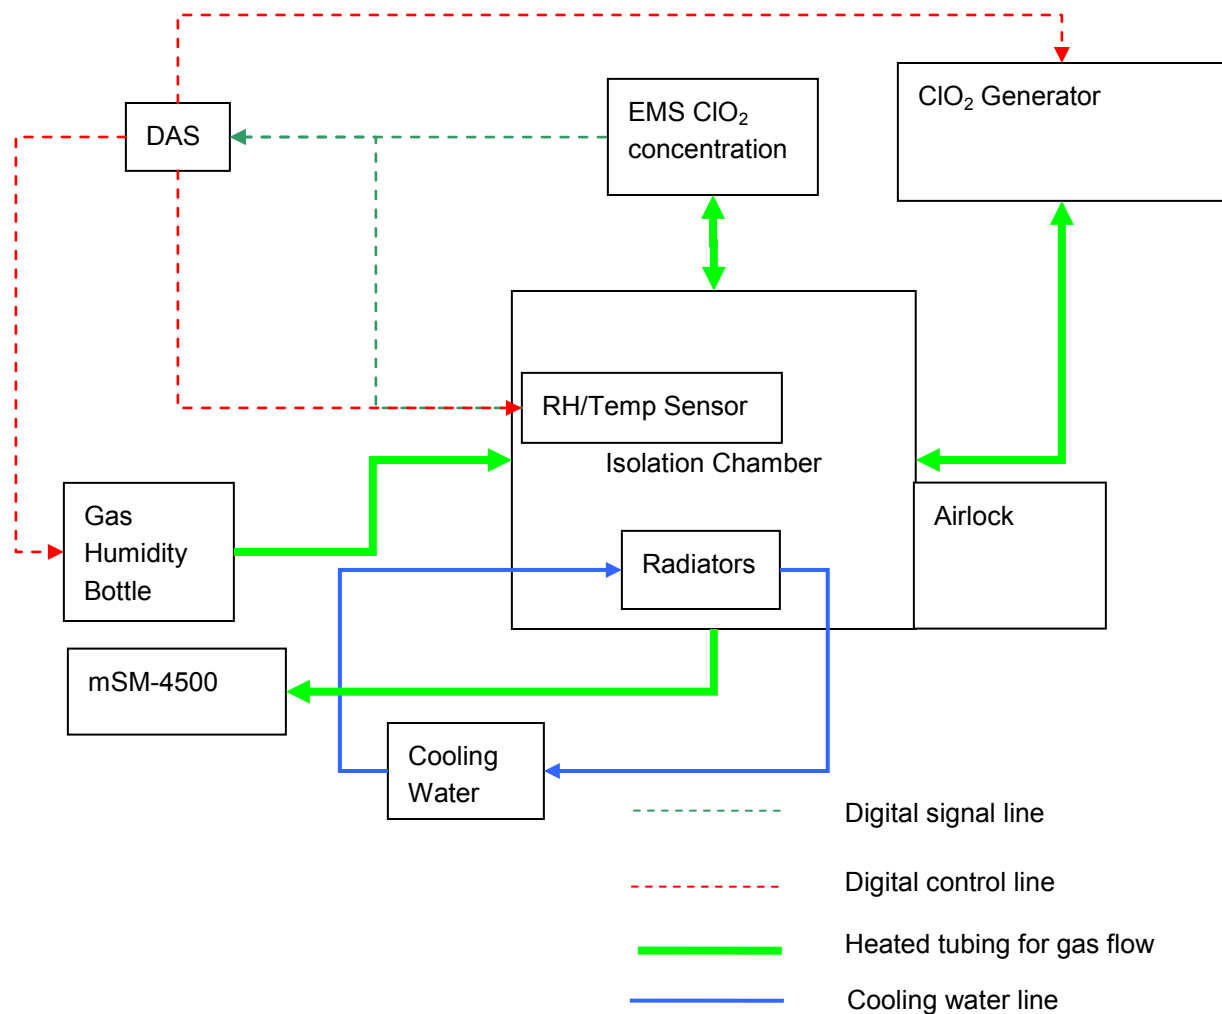 ClO₂ Generator
DAS
EMS ClO₂
concentration
RH/Temp Sensor
Isolation Chamber
Gas
Humidity
Bottle
Airlock
Radiators
mSM-4500
Cooling
Water
Digital signal line
Digital control line
Heated tubing for gas flow
Cooling water line